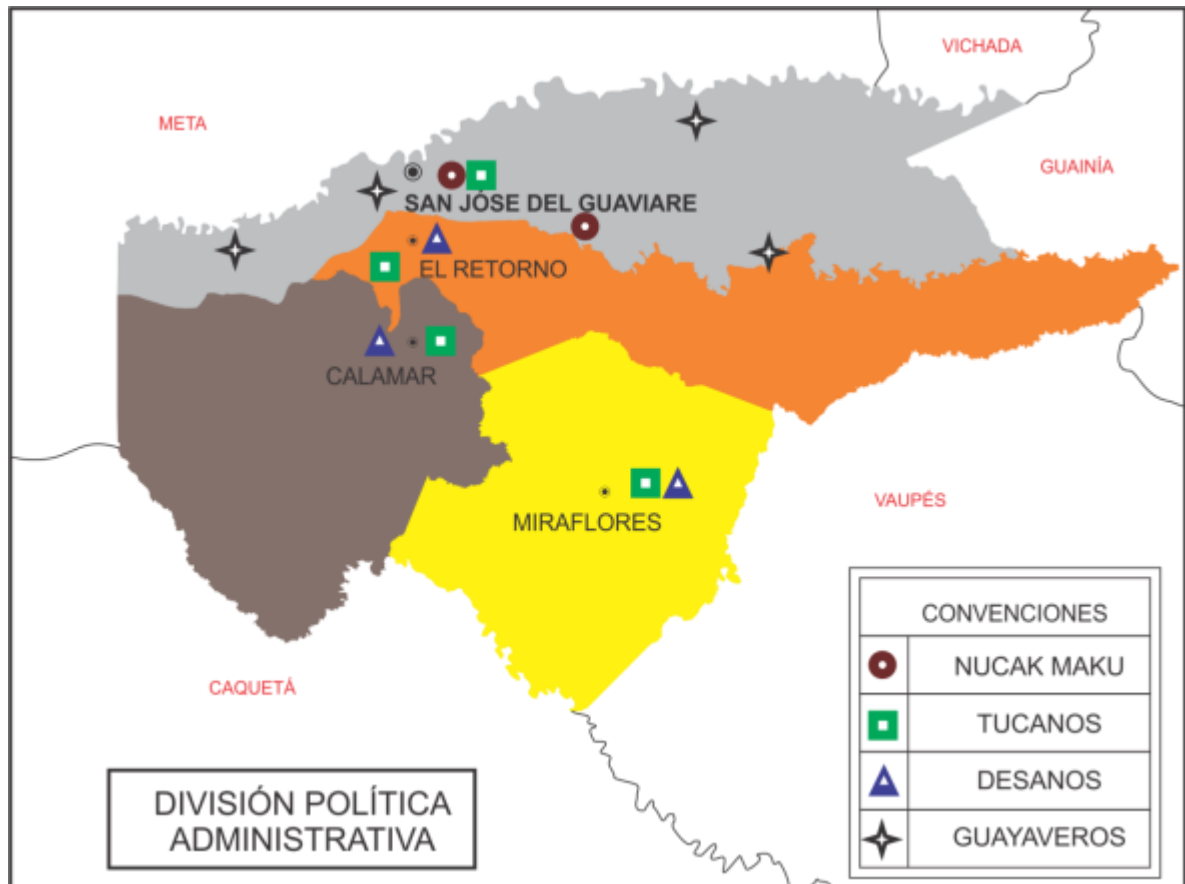 VICHADA
META
GUAINÍA
SAN JÓSE DEL GUAVIARE
EL RETORNO
CALAMAR
MIRAFLORES
VAUPÉS
CAQUETÁ
DIVISIÓN POLÍTICA
ADMINISTRATIVA
CONVENCIONES
NUCAK MAKU
TUCANOS
DESANOS
GUAYAVEROS